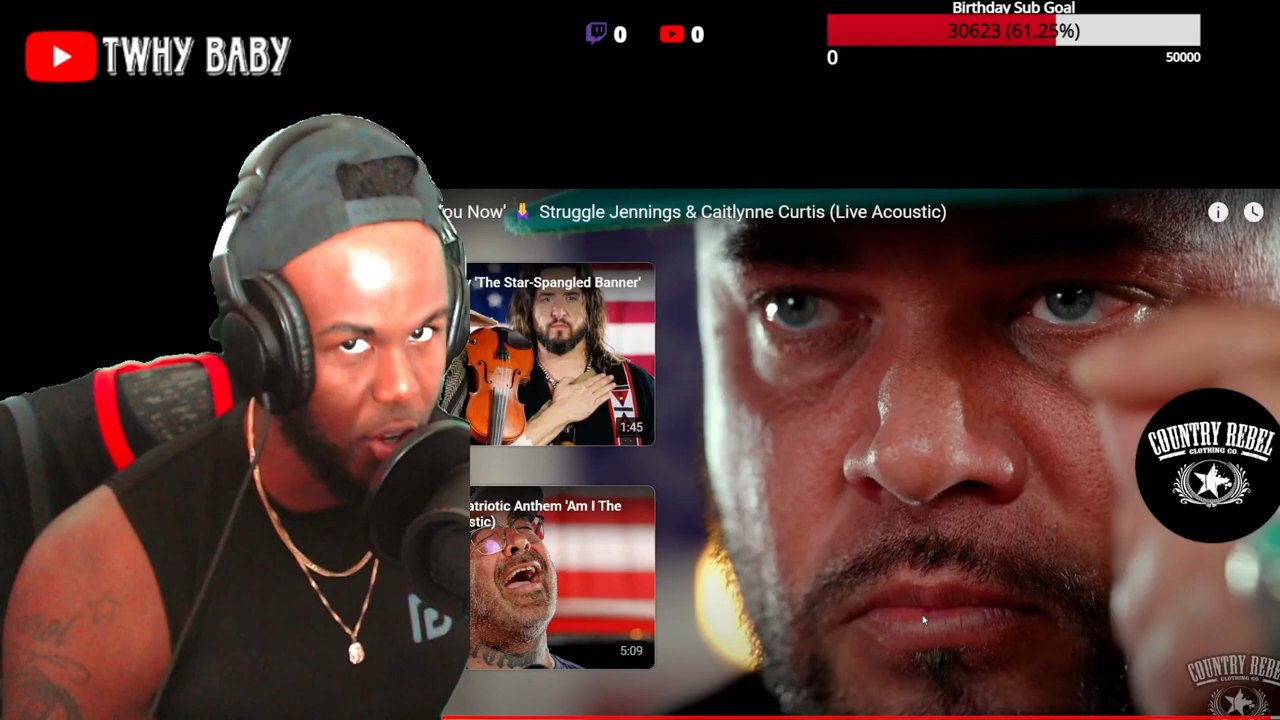 TWHY BABY
0
0
Birthday Sub Goal
30623 (61.25%)
0
50000
ou Now' 🙏 Struggle Jennings & Caitlynne Curtis (Live Acoustic)
'The Star-Spangled Banner'
1:45
atriotic Anthem 'Am I The
stic)
5:09
COUNTRY REBEL
CLOTHING CO.
COUNTRY REBE
CLOTHING CO